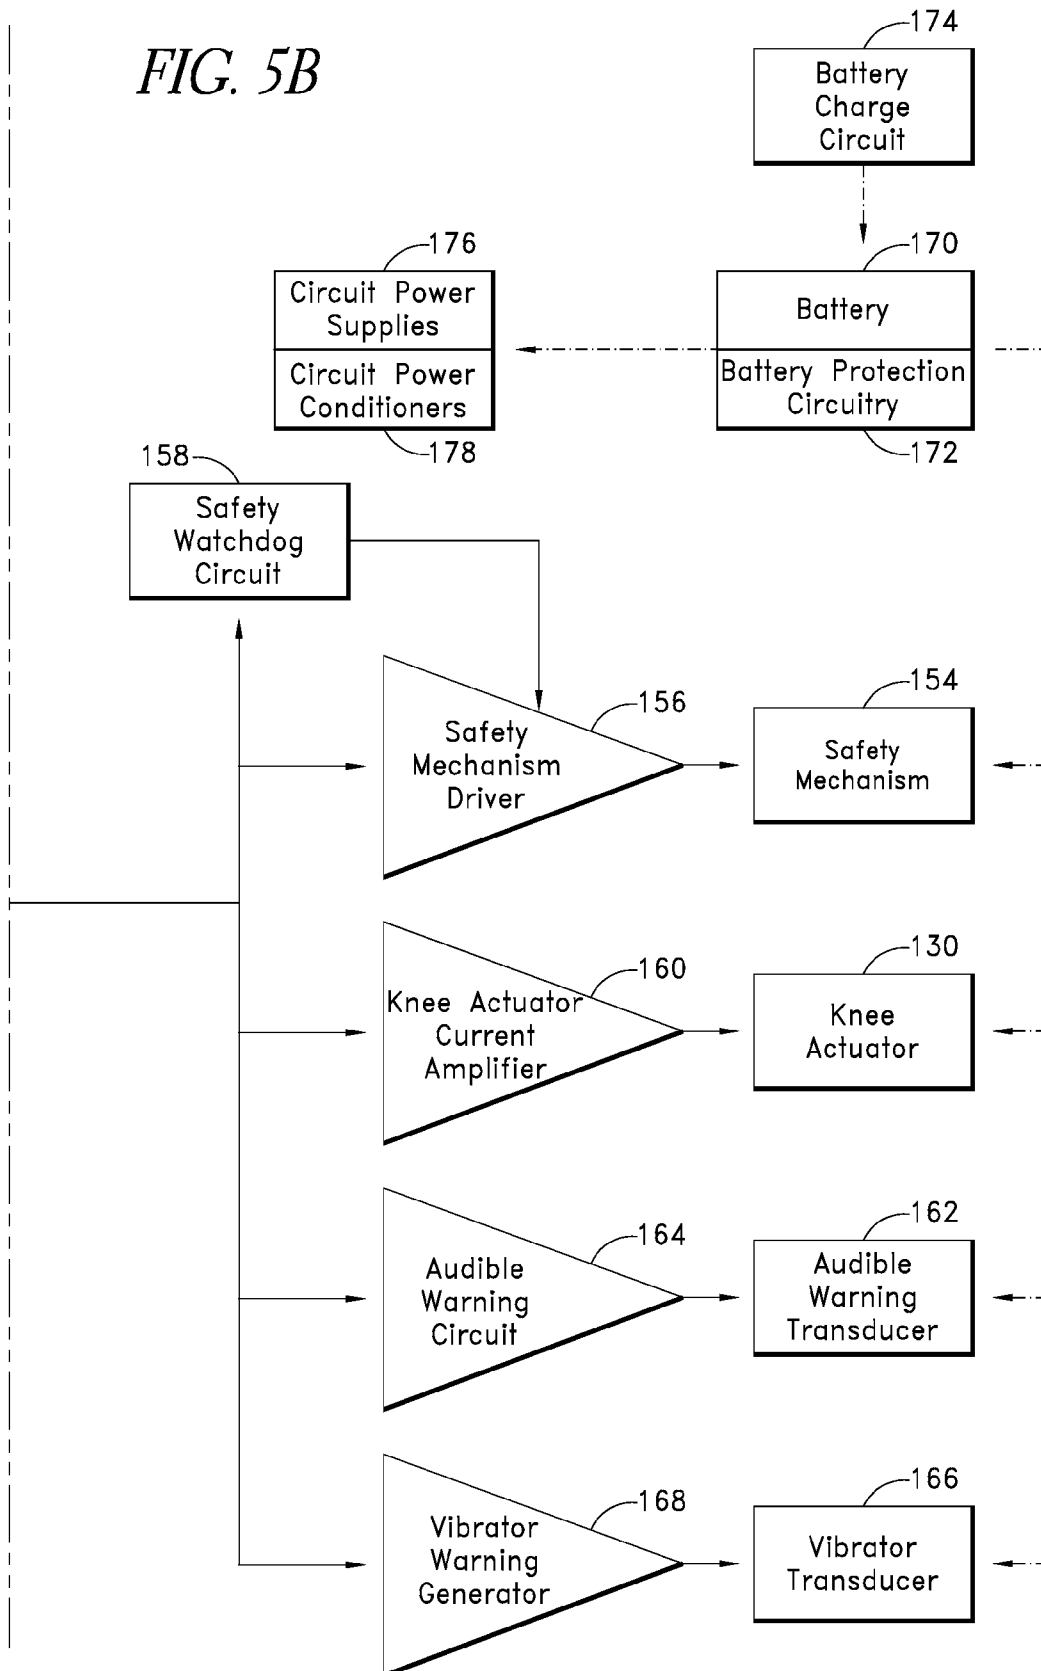 FIG. 5B
174
Battery
Charge
Circuit
176
Circuit Power
Supplies
Circuit Power
Conditioners
178
170
Battery
Battery Protection
Circuitry
172
158
Safety
Watchdog
Circuit
156
Safety
Mechanism
Driver
154
Safety
Mechanism
160
Knee Actuator
Current
Amplifier
130
Knee
Actuator
164
Audible
Warning
Circuit
162
Audible
Warning
Transducer
168
Vibrator
Warning
Generator
166
Vibrator
Transducer